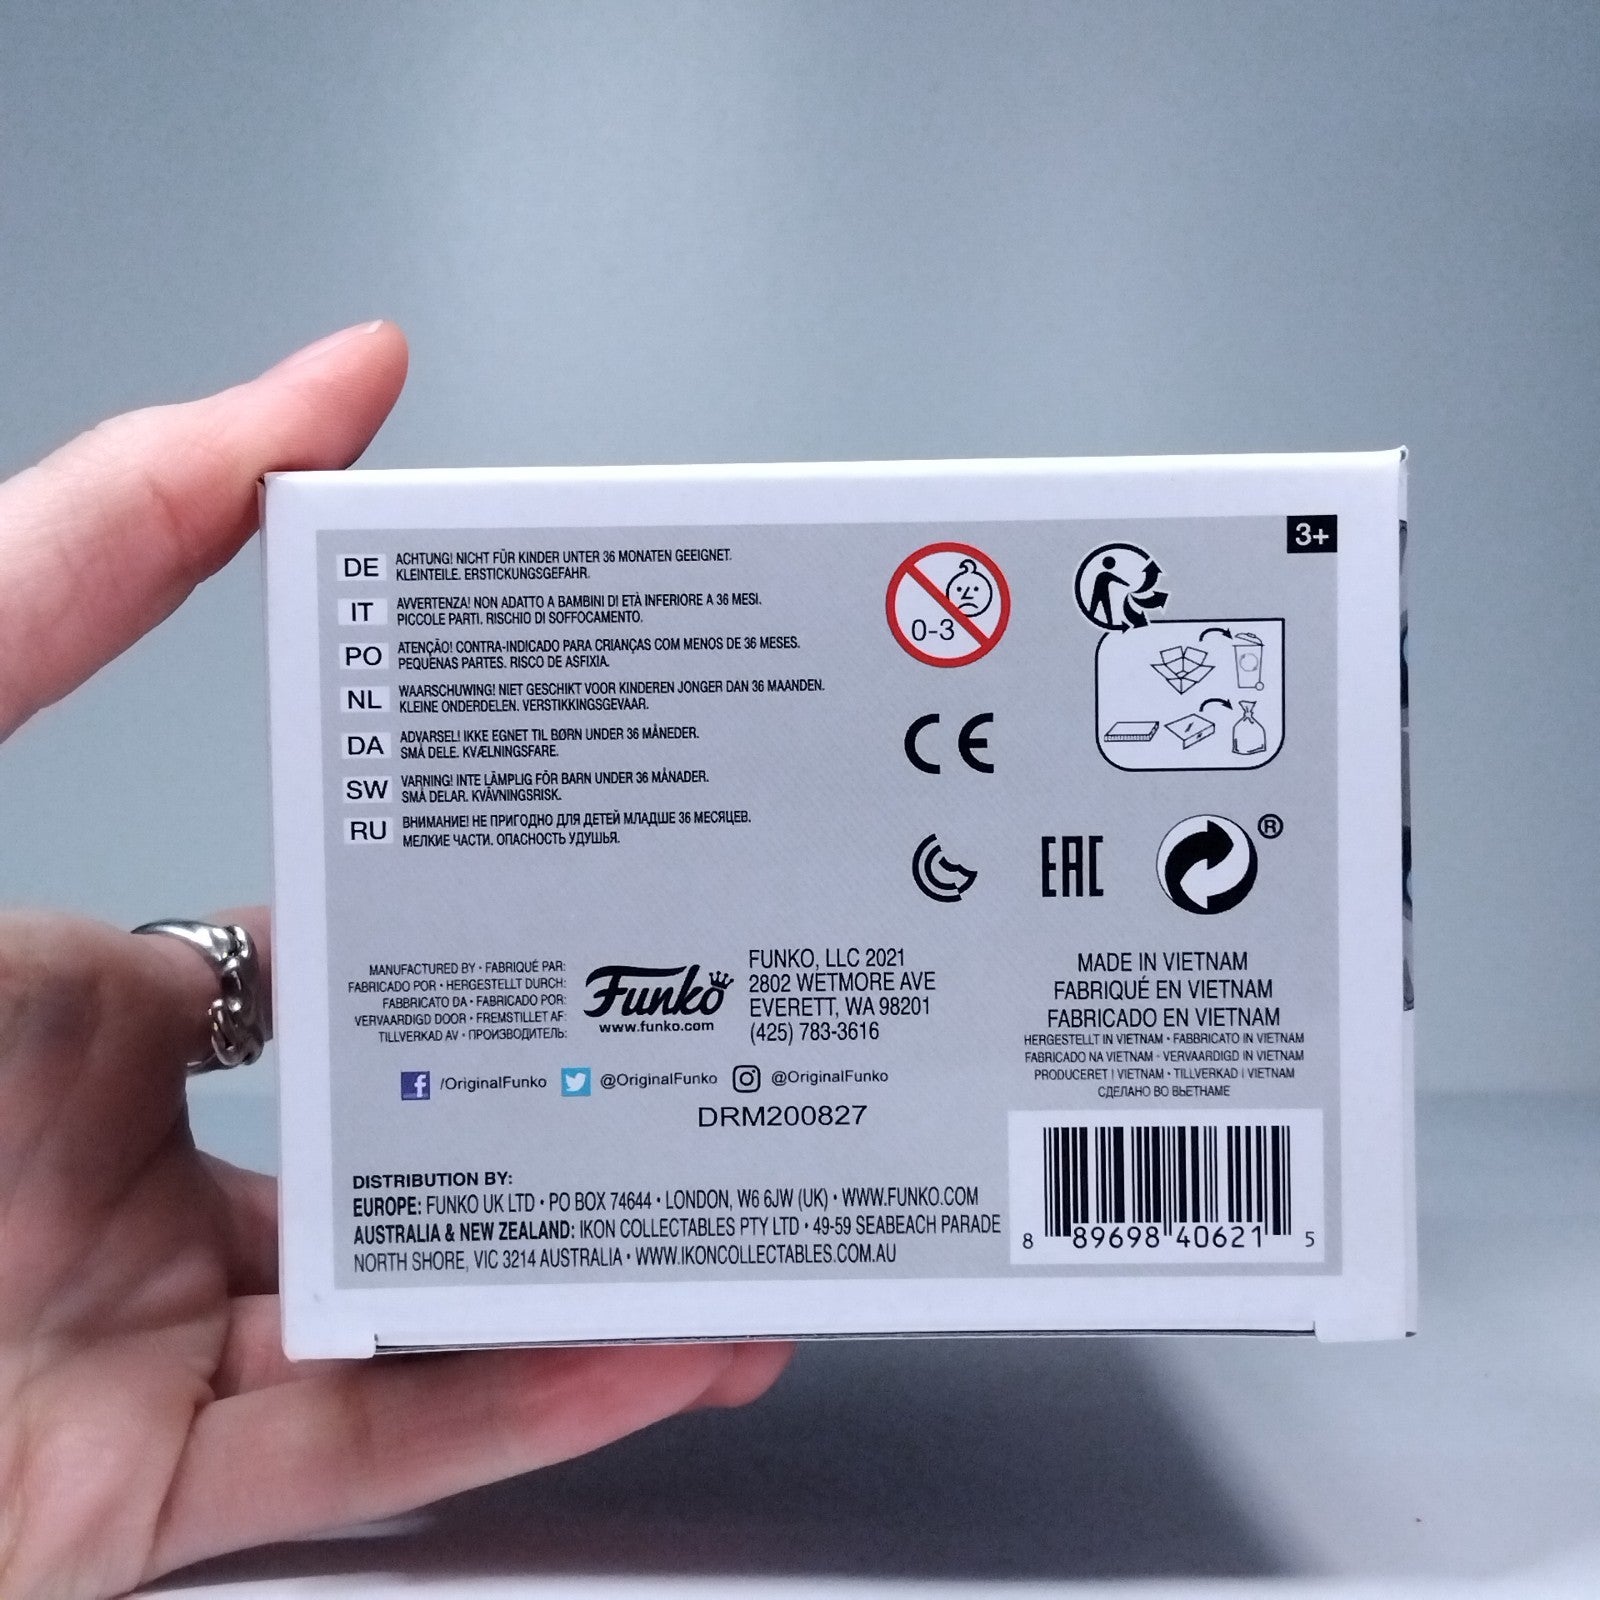 3+
DE
ACHTUNG! NICHT FÜR KINDER UNTER 36 MONATEN GEEIGNET.
KLEINTEILE. ERSTICKUNGSGEFAHR.
IT
AVVERTENZA! NON ADATTO A BAMBINI DI ETÀ INFERIORE A 36 MESI.
PICCOLE PARTI. RISCHIO DI SOFFOCAMENTO.
PO
ATENÇÃO! CONTRA-INDICADO PARA CRIANÇAS COM MENOS DE 36 MESES.
PEQUENAS PARTES. RISCO DE ASFIXIA.
NL
WAARSCHUWING! NIET GESCHIKT VOOR KINDEREN JONGER DAN 36 MAANDEN.
KLEINE ONDERDELEN. VERSTIKKINGSGEVAAR.
DA
ADVARSEL! IKKE EGNET TIL BØRN UNDER 36 MÅNEDER.
SMÅ DELE. KVÆLNINGSFARE.
SW
VARNING! INTE LÄMPLIG FÖR BARN UNDER 36 MÅNADER.
SMÅ DELAR. KVÄVNINGSRISK.
RU
ВНИМАНИЕ! НЕ ПРИГОДНО ДЛЯ ДЕТЕЙ МЛАДШЕ 36 МЕСЯЦЕВ.
МЕЛКИЕ ЧАСТИ. ОПАСНОСТЬ УДУШЬЯ.
0-3
CE
EAC
®
MANUFACTURED BY • FABRIQUÉ PAR:
FABRICADO POR • HERGESTELLT DURCH:
FABBRICATO DA • FABRICADO POR:
VERVAARDIGD DOOR • FREMSTILLET AF:
TILLVERKAD AV • ПРОИЗВОДИТЕЛЬ:
Funko
www.funko.com
FUNKO, LLC 2021
2802 WETMORE AVE
EVERETT, WA 98201
(425) 783-3616
MADE IN VIETNAM
FABRIQUÉ EN VIETNAM
FABRICADO EN VIETNAM
HERGESTELLT IN VIETNAM • FABBRICATO IN VIETNAM
FABRICADO NA VIETNAM • VERVAARDIGD IN VIETNAM
PRODUCERET I VIETNAM • TILLVERKAD I VIETNAM
СДЕЛАНО ВО ВЬЕТНАМЕ
f /OriginalFunko @OriginalFunko @OriginalFunko
DRM200827
DISTRIBUTION BY:
EUROPE: FUNKO UK LTD • PO BOX 74644 • LONDON, W6 6JW (UK) • WWW.FUNKO.COM
AUSTRALIA & NEW ZEALAND: IKON COLLECTABLES PTY LTD • 49-59 SEABEACH PARADE
NORTH SHORE, VIC 3214 AUSTRALIA • WWW.IKONCOLLECTABLES.COM.AU
8 89698 40621 5